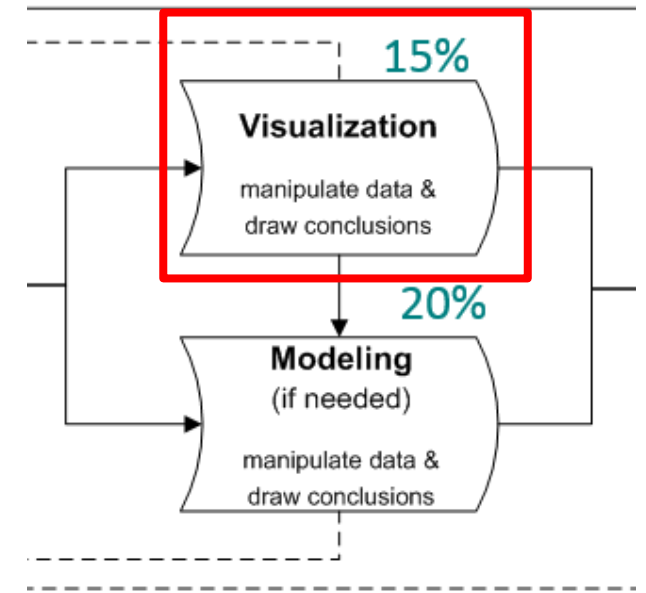 15%
Visualization
manipulate data &
draw conclusions
20%
Modeling
(if needed)
manipulate data &
draw conclusions